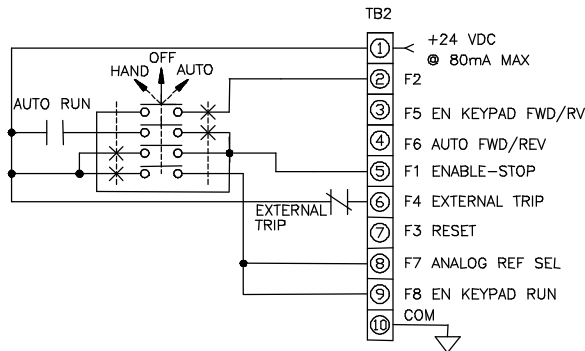 TB2
+24 VDC
@ 80mA MAX
OFF
HAND
AUTO
AUTO RUN
EXTERNAL
TRIP
1
2 F2
3 F5 EN KEYPAD FWD/RV
4 F6 AUTO FWD/REV
5 F1 ENABLE-STOP
6 F4 EXTERNAL TRIP
7 F3 RESET
8 F7 ANALOG REF SEL
9 F8 EN KEYPAD RUN
10 COM